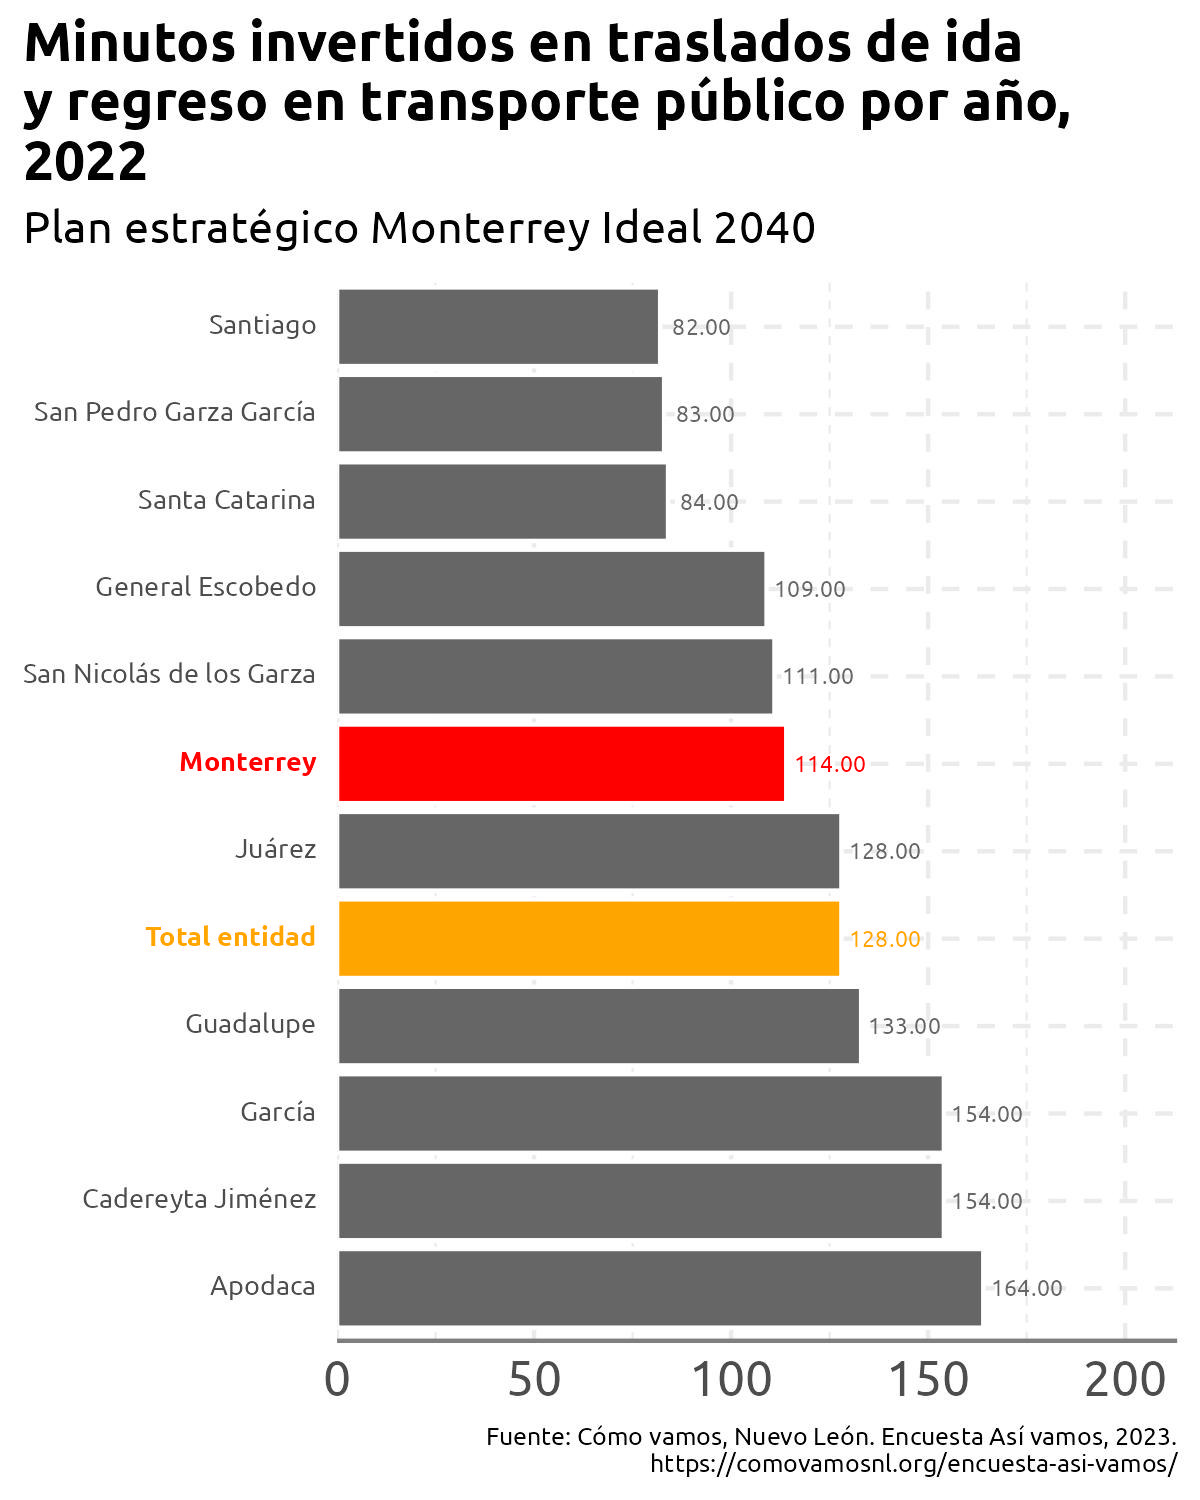 Minutos invertidos en traslados de ida
y regreso en transporte público por año,
2022
Plan estratégico Monterrey Ideal 2040
Santiago 82.00
San Pedro Garza García 83.00
Santa Catarina 84.00
General Escobedo 109.00
San Nicolás de los Garza 111.00
Monterrey 114.00
Juárez 128.00
Total entidad 128.00
Guadalupe 133.00
García 154.00
Cadereyta Jiménez 154.00
Apodaca 164.00
0 50 100 150 200
Fuente: Cómo vamos, Nuevo León. Encuesta Así vamos, 2023.
https://comovamosnl.org/encuesta-asi-vamos/